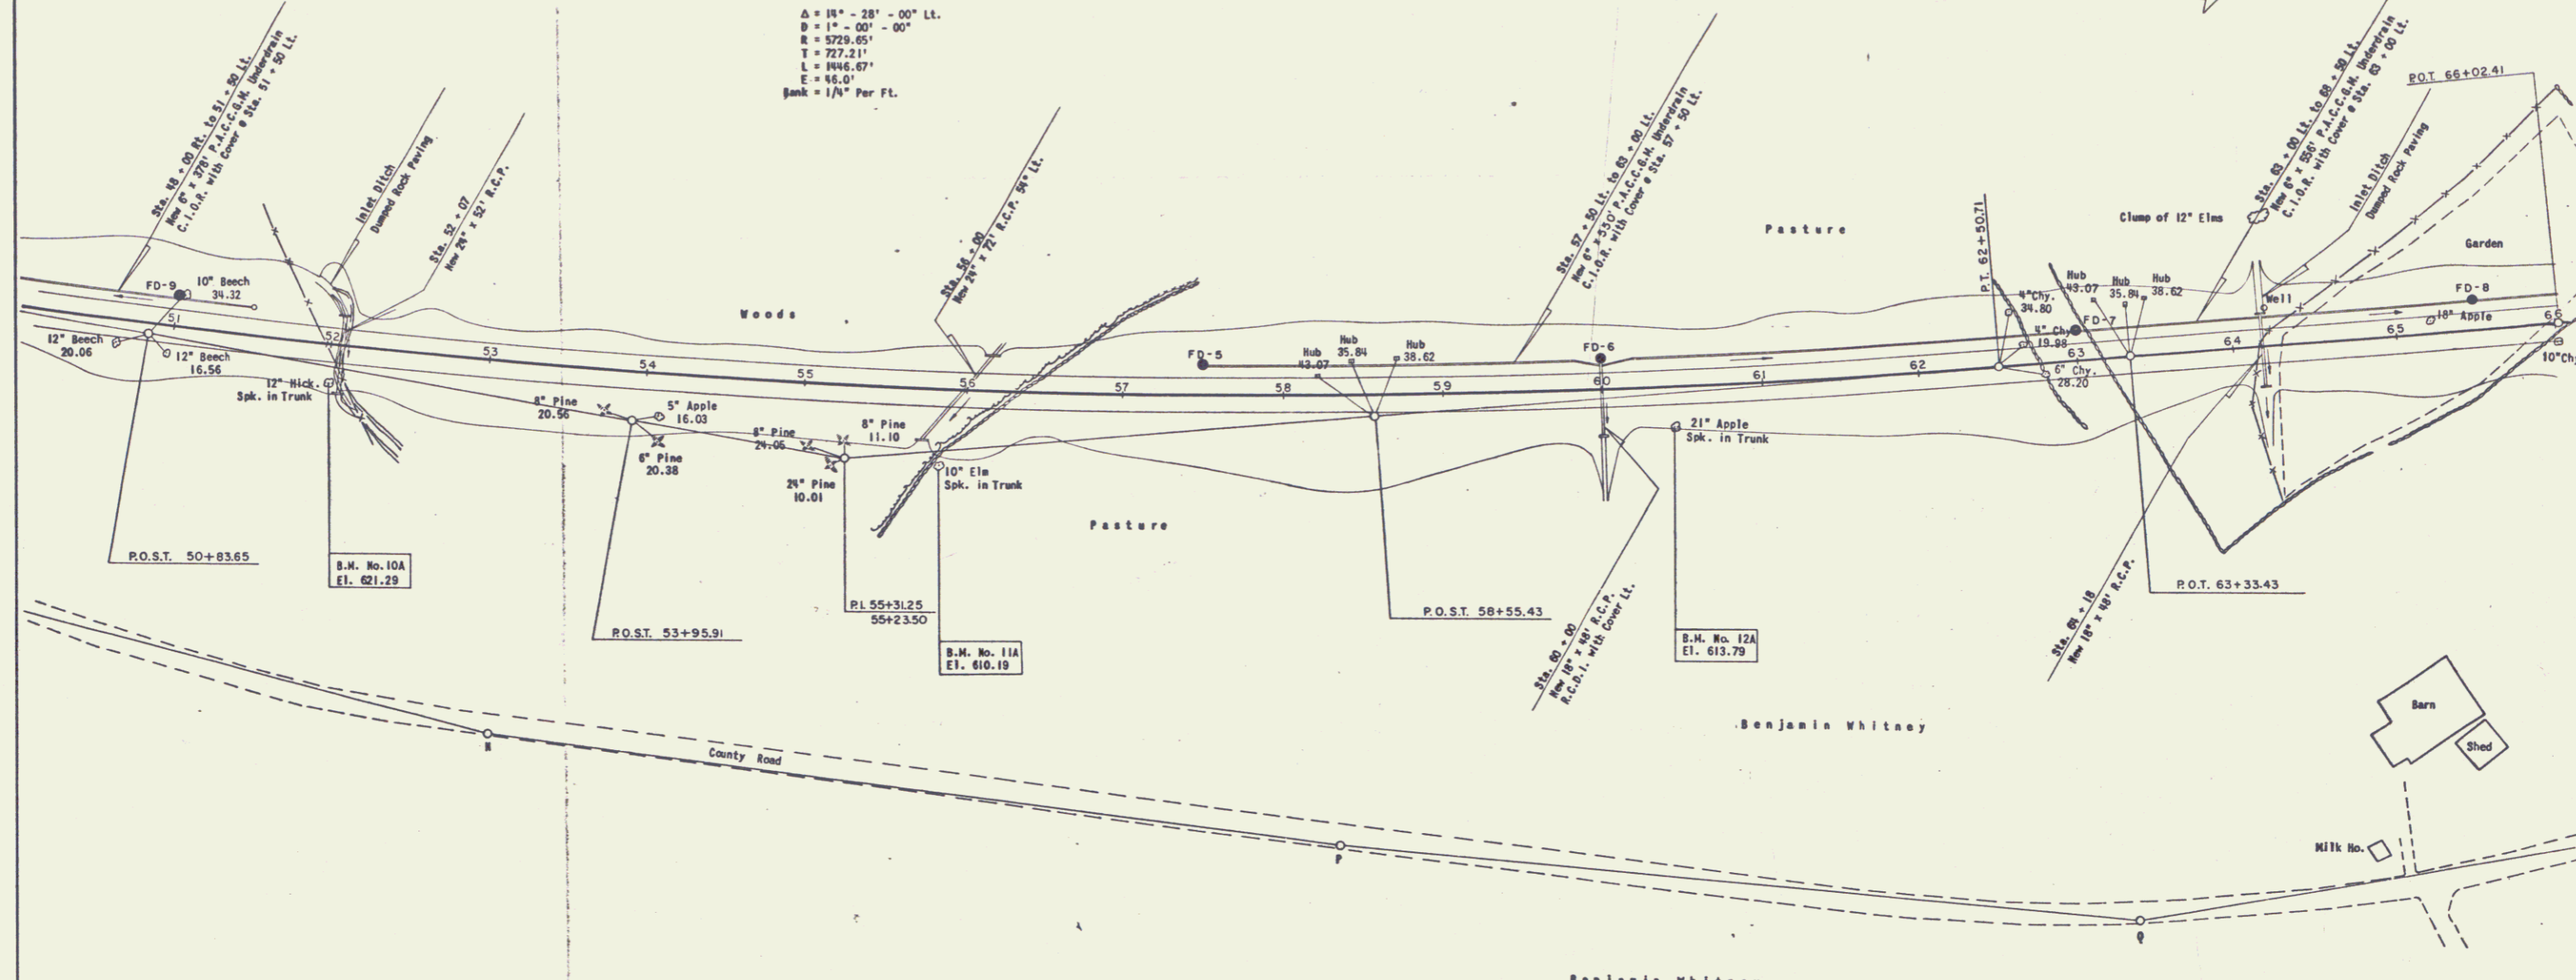 Δ = 14° - 28' - 00" Lt.
D = 1° - 00' - 00"
R = 5729.65'
T = 727.21'
L = 1446.67'
E = 46.0'
Bank = 1/4" Per Ft.
Sta. 48 + 00 Rt. to 51 + 50 Lt.
New 6" x 378' P.A.C.C.G.M. Underdrain
C.I.O.R. with Cover @ Sta. 51 + 50 Lt.
Inlet Ditch
Dumped Rock Paving
Sta. 52 + 07
New 24" x 52' R.C.P.
Sta. 56 + 00
New 24" x 72' R.C.P. 54° Lt.
Sta. 57 + 50 Lt. to 63 + 00 Lt.
New 6" x 550' P.A.C.C.G.M. Underdrain
C.I.O.R. with Cover @ Sta. 57 + 50 Lt.
Sta. 63 + 00 Lt. to 68 + 50 Lt.
New 6" x 556' P.A.C.C.G.M. Underdrain
C.I.O.R. with Cover @ Sta. 63 + 00 Lt.
Inlet Ditch
Dumped Rock Paving
P.O.T. 66+02.41
P.T. 62+50.71
Clump of 12" Elms
Pasture
Garden
Woods
FD-9
10" Beech
34.32
12" Beech
20.06
12" Beech
16.56
12" Hick.
Spk. in Trunk
8" Pine
20.56
5" Apple
16.03
6" Pine
20.38
8" Pine
24.05
8" Pine
11.10
24" Pine
10.01
10" Elm
Spk. in Trunk
FD-5
Hub
43.07
Hub
35.84
Hub
38.62
FD-6
21" Apple
Spk. in Trunk
4" Chy.
34.80
4" Chy.
19.98
6" Chy.
28.20
Hub
43.07
Hub
35.84
Hub
38.62
FD-7
Well
FD-8
18" Apple
10" Chy.
51
52
53
54
55
56
57
58
59
60
61
62
63
64
65
66
Pasture
P.O.S.T. 50+83.65
B.M. No. 10A
El. 621.29
P.O.S.T. 53+95.91
P.I. 55+31.25
55+23.50
B.M. No. 11A
El. 610.19
P.O.S.T. 58+55.43
Sta. 60 + 00
New 18" x 48' R.C.P.
R.C.D.I. with Cover Lt.
B.M. No. 12A
El. 613.79
Sta. 64 + 18
New 18" x 48' R.C.P.
P.O.T. 63+33.43
Benjamin Whitney
Barn
Shed
Milk Ho.
County Road
N
P
Q
Benjamin Whitney